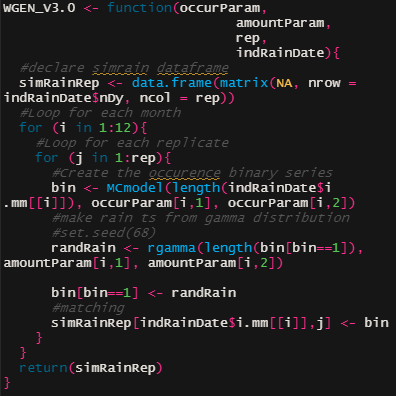 WGEN_V3.0 <- function(occurParam,
amountParam,
rep,
indRainDate){
#declare simrain dataframe
simRainRep <- data.frame(matrix(NA, nrow =
indRainDate$nDy, ncol = rep))
#Loop for each month
for (i in 1:12){
#Loop for each replicate
for (j in 1:rep){
#Create the occurence binary series
bin <- MCmodel(length(indRainDate$i
.mm[[i]]), occurParam[i,1], occurParam[i,2])
#make rain ts from gamma distribution
#set.seed(68)
randRain <- rgamma(length(bin[bin==1]),
amountParam[i,1], amountParam[i,2])
bin[bin==1] <- randRain
#matching
simRainRep[indRainDate$i.mm[[i]],j] <- bin
}
}
return(simRainRep)
}